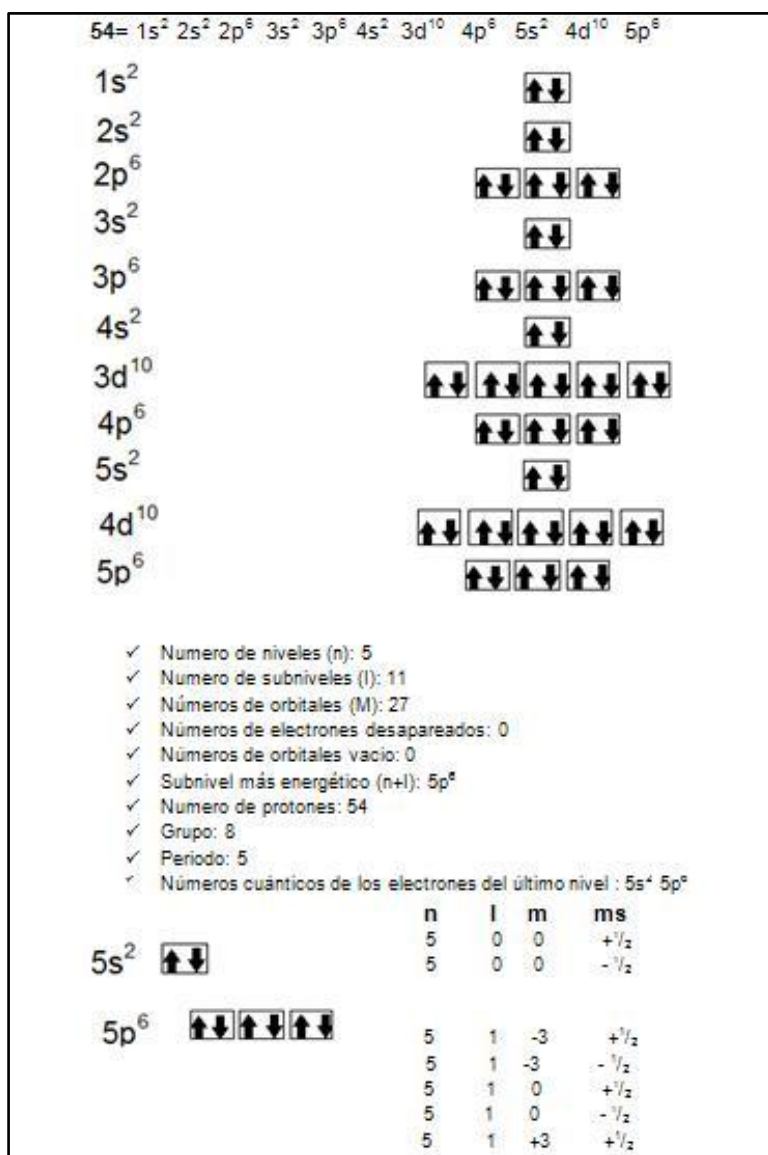 54= 1s² 2s² 2p⁶ 3s² 3p⁶ 4s² 3d¹⁰ 4p⁶ 5s² 4d¹⁰ 5p⁶
1s²
2s²
2p⁶
3s²
3p⁶
4s²
3d¹⁰
4p⁶
5s²
4d¹⁰
5p⁶
✓ Numero de niveles (n): 5
✓ Numero de subniveles (l): 11
✓ Números de orbitales (M): 27
✓ Números de electrones desapareados: 0
✓ Números de orbitales vacio: 0
✓ Subnivel más energético (n+l): 5p⁶
✓ Numero de protones: 54
✓ Grupo: 8
✓ Periodo: 5
✓ Números cuánticos de los electrones del último nivel : 5s² 5p⁶
n l m ms
5 0 0 +¹/₂
5s² 5 0 0 - ¹/₂
5p⁶ 5 1 -3 +¹/₂
5 1 -3 - ¹/₂
5 1 0 +¹/₂
5 1 0 - ¹/₂
5 1 +3 +¹/₂